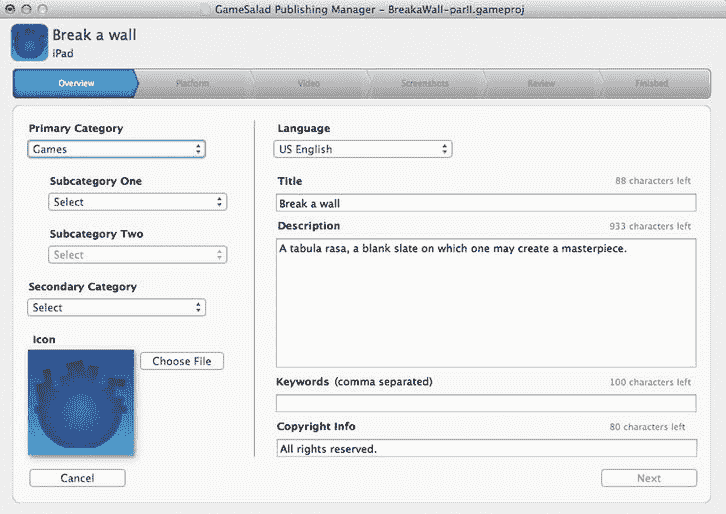 GameSalad Publishing Manager – BreakaWall-parII.gameproj
Break a wall
iPad
Overview
Platform
Video
Screenshots
Review
Finished
Primary Category
Games
Subcategory One
Select
Subcategory Two
Select
Secondary Category
Select
Icon
Choose File
Cancel
Language
US English
Title
88 characters left
Break a wall
Description
933 characters left
A tabula rasa, a blank slate on which one may create a masterpiece.
Keywords (comma separated)
100 characters left
Copyright Info
80 characters left
All rights reserved.
Next